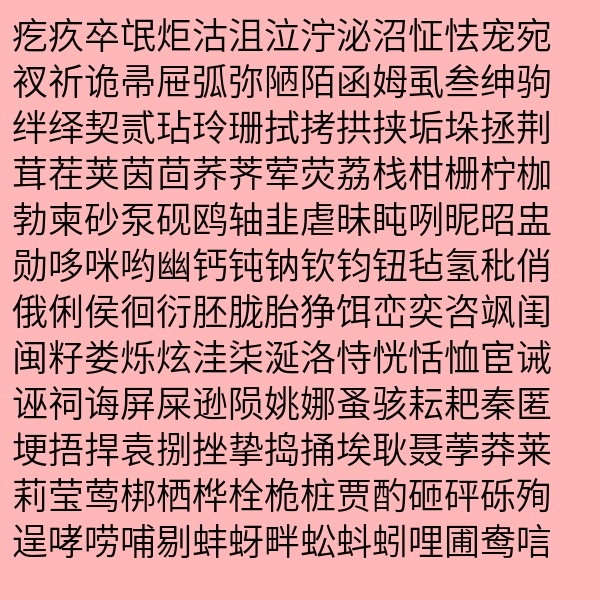 疙疚卒氓炬沽沮泣泞泌沼怔怯宠宛
衩祈诡帚屉弧弥陋陌函姆虱叁绅驹
绊绎契贰玷玲珊拭拷拱挟垢垛拯荆
茸茬荚茵茴荞荠荤荧荔栈柑栅柠枷
勃柬砂泵砚鸥轴韭虐昧盹咧昵昭盅
勋哆咪哟幽钙钝钠钦钧钮毡氢秕俏
俄俐侯徊衍胚胧胎狰饵峦奕咨飒闺
闽籽娄烁炫洼柒涎洛恃恍恬恤宦诫
诬祠诲屏屎逊陨姚娜蚤骇耘耙秦匿
埂捂捍袁捌挫挚捣捅埃耿聂荸莽莱
莉莹莺梆栖桦栓桅桩贾酌砸砰砾殉
逞哮唠哺剔蚌蚜畔蚣蚪蚓哩圃鸯唁